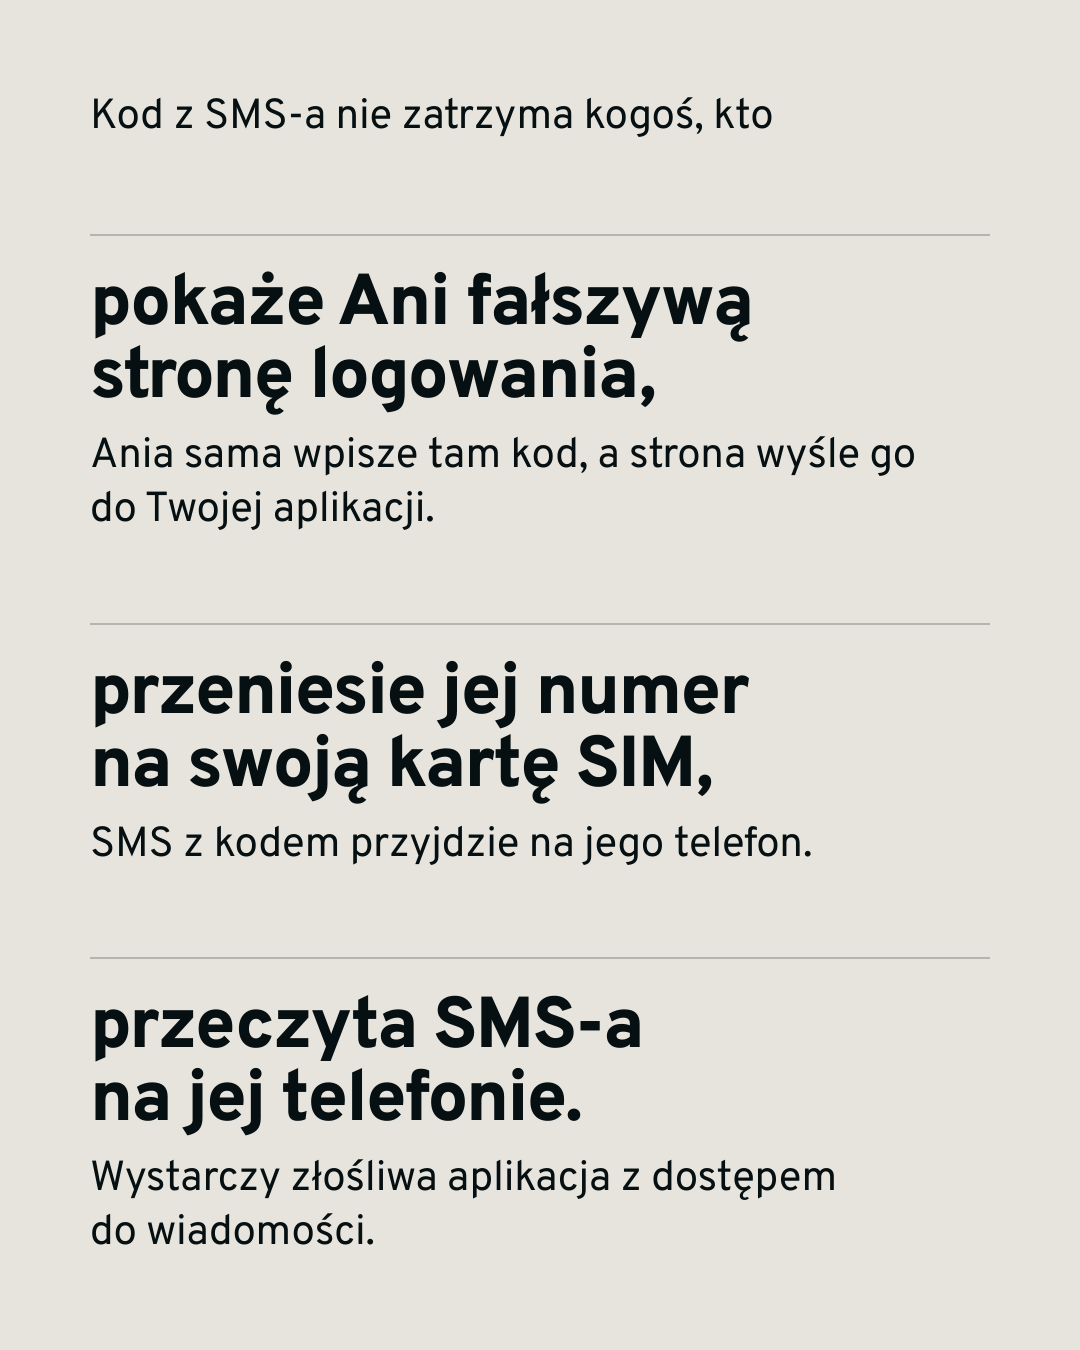 Kod z SMS-a nie zatrzyma kogoś, kto
pokaże Ani fałszywą
stronę logowania,
Ania sama wpisze tam kod, a strona wyśle go
do Twojej aplikacji.
przeniesie jej numer
na swoją kartę SIM,
SMS z kodem przyjdzie na jego telefon.
przeczyta SMS-a
na jej telefonie.
Wystarczy złośliwa aplikacja z dostępem
do wiadomości.